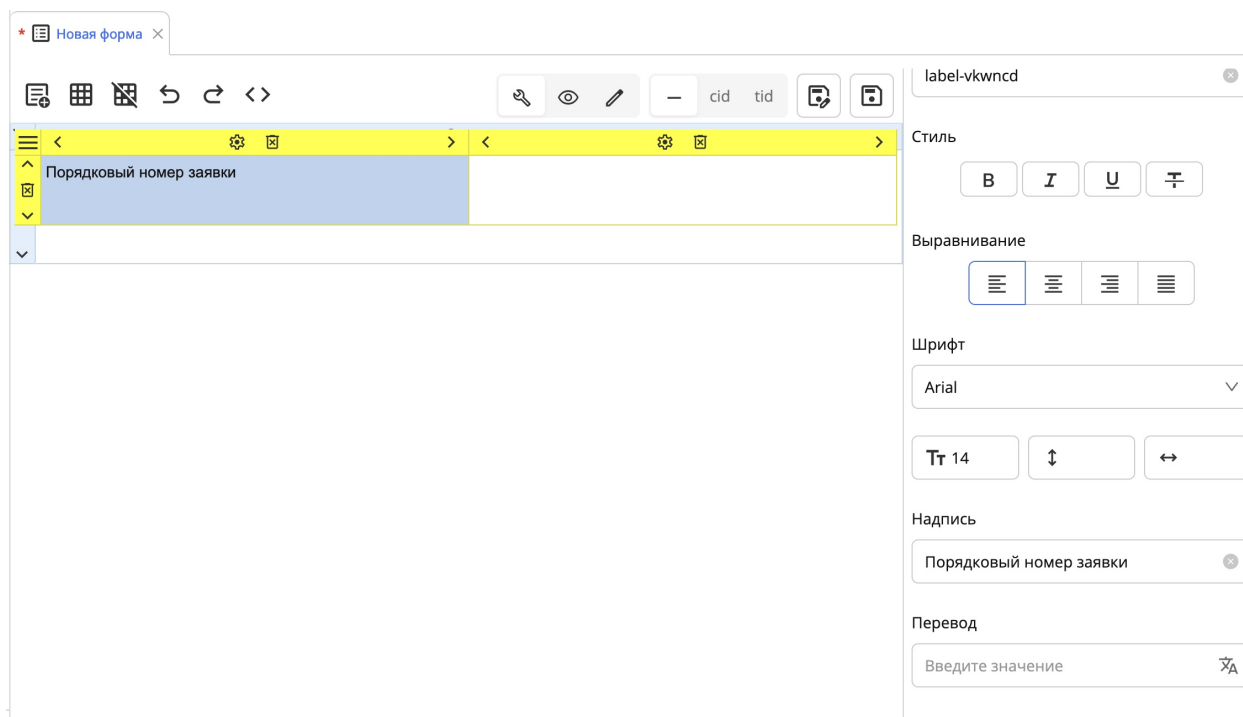 * Новая форма
cid tid
label-vkwncd
Порядковый номер заявки
Стиль
B I U T
Выравнивание
Шрифт
Arial
Tт 14
Надпись
Порядковый номер заявки
Перевод
Введите значение